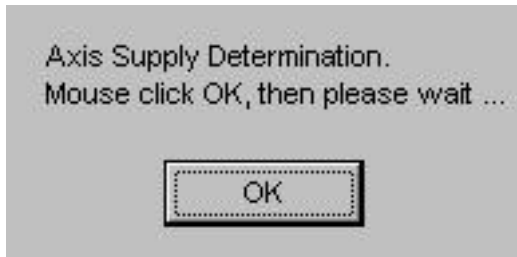 Axis Supply Determination.
Mouse click OK, then please wait ...
OK